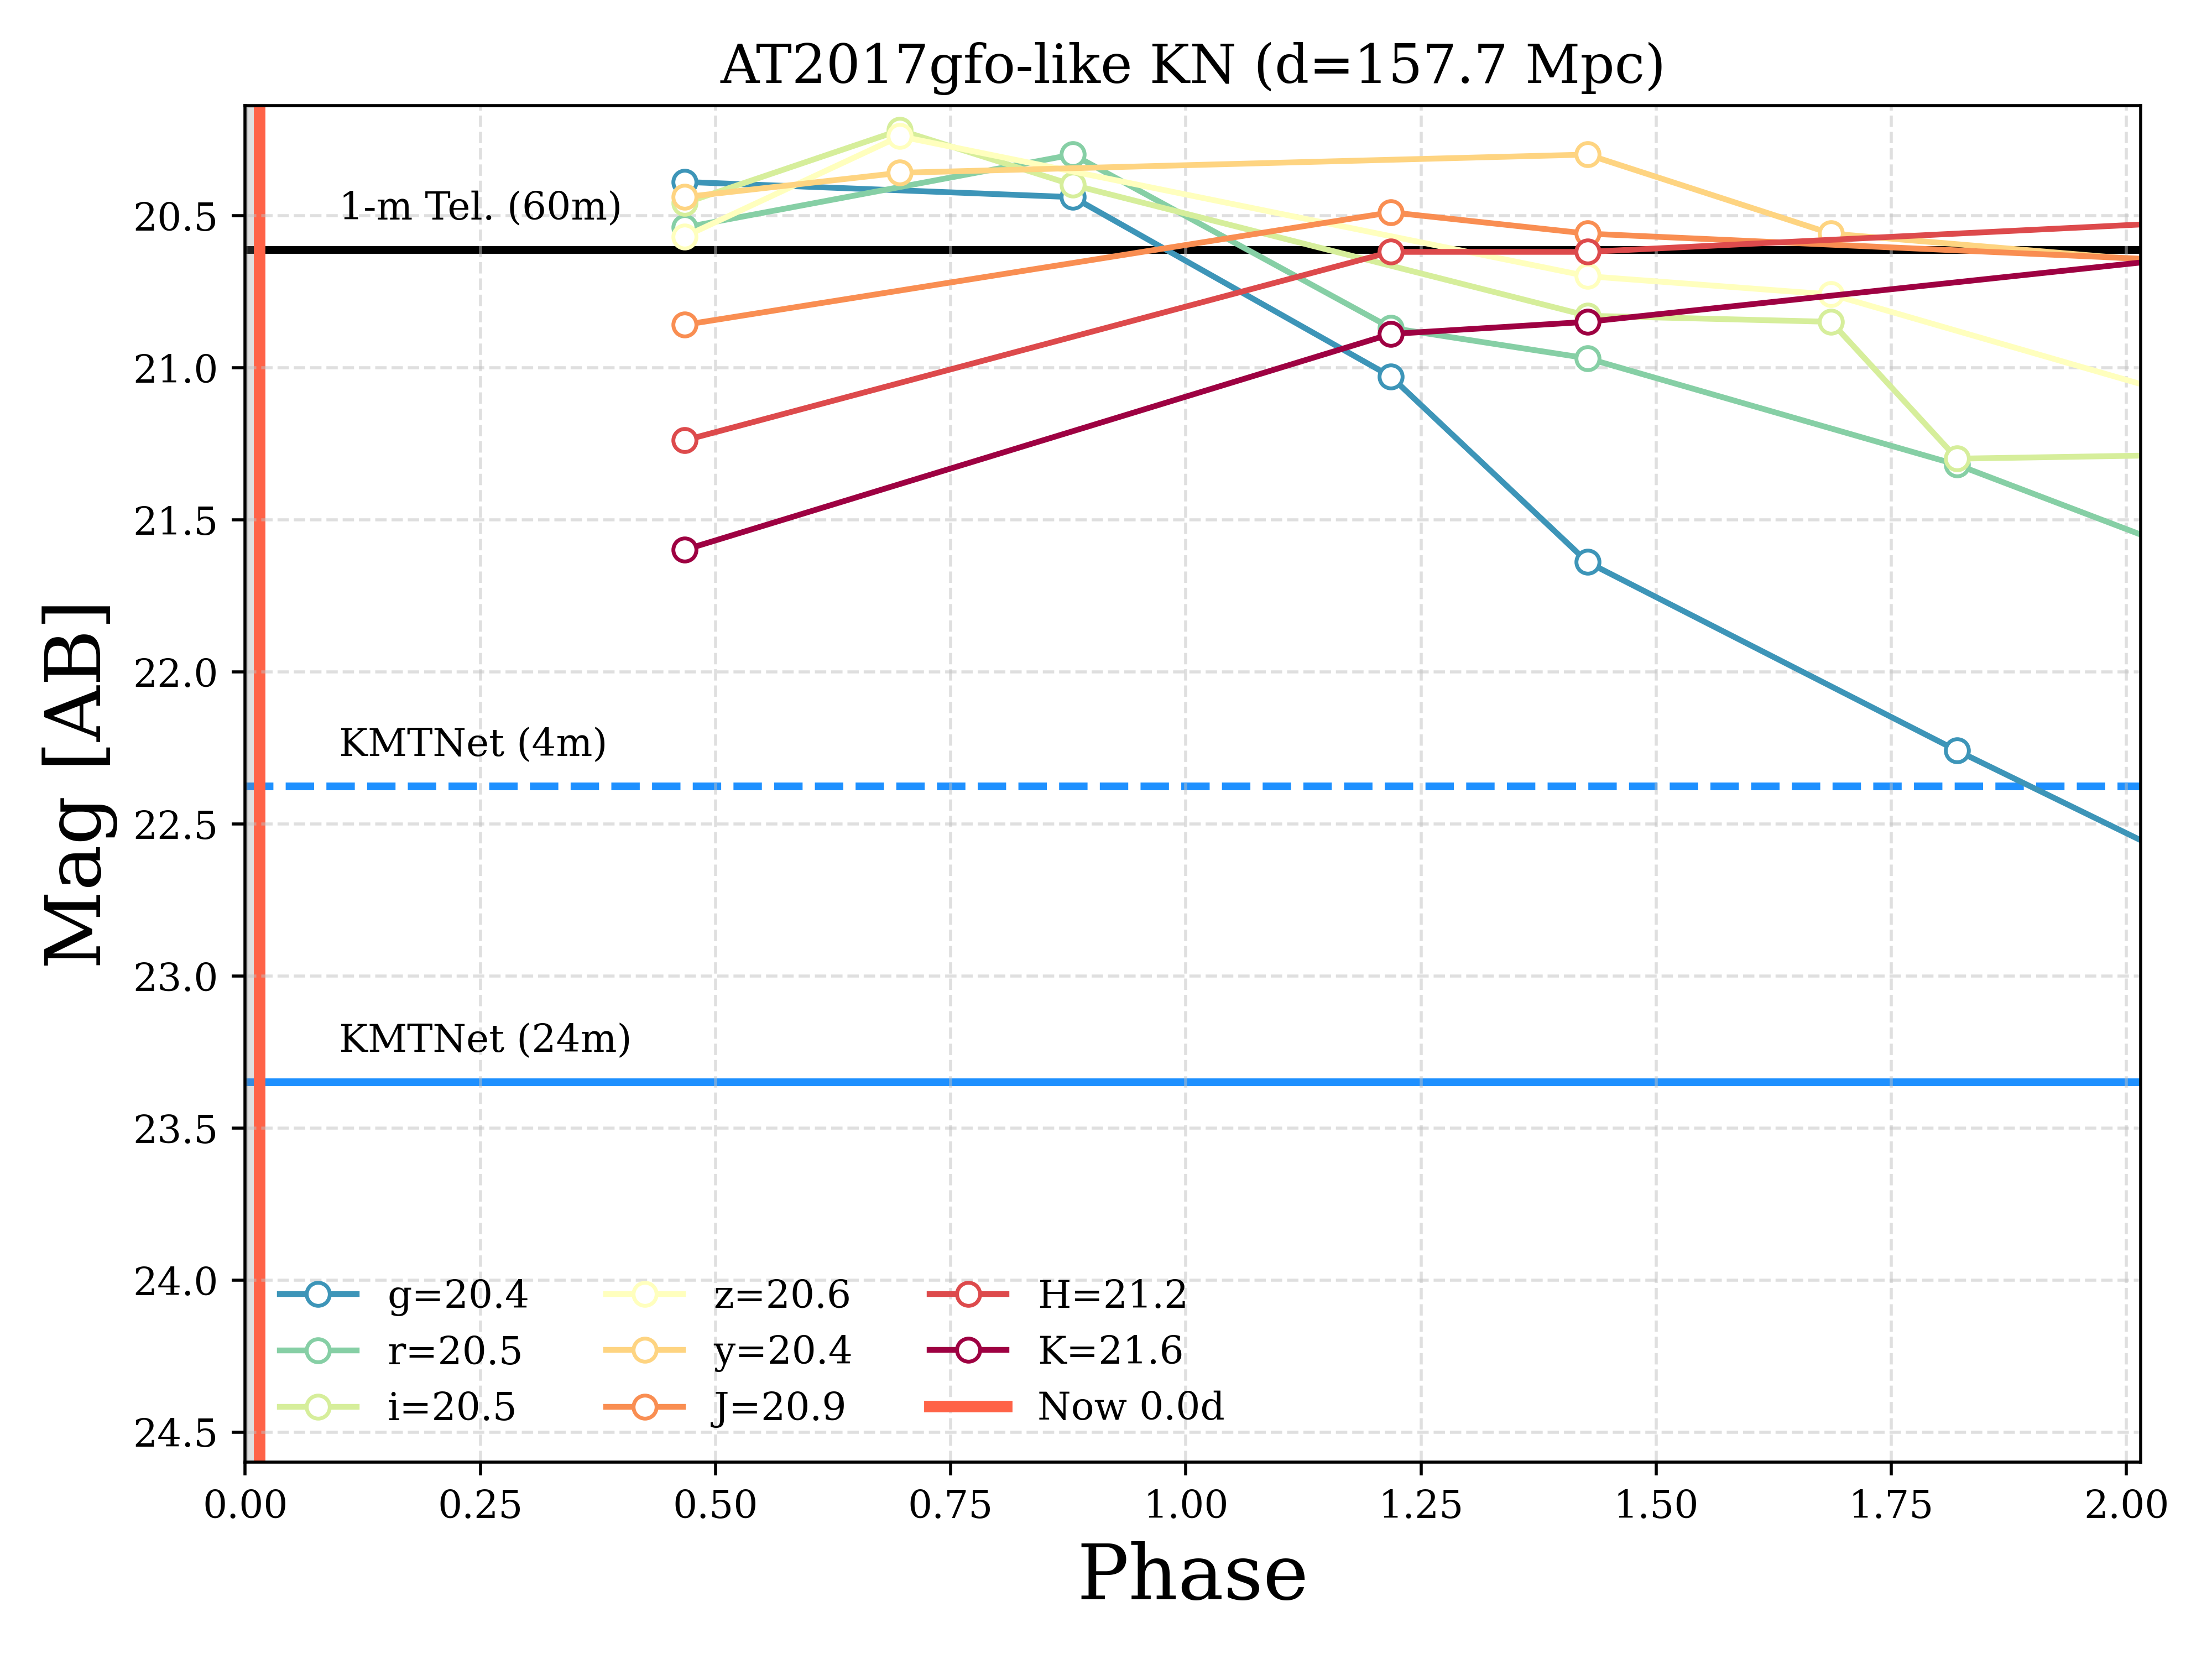 AT2017gfo-like KN (d=157.7 Mpc)
Mag [AB]
20.5
21.0
21.5
22.0
22.5
23.0
23.5
24.0
24.5
1-m Tel. (60m)
KMTNet (4m)
KMTNet (24m)
g=20.4
r=20.5
i=20.5
z=20.6
y=20.4
J=20.9
H=21.2
K=21.6
Now 0.0d
0.00 0.25 0.50 0.75 1.00 1.25 1.50 1.75 2.00
Phase